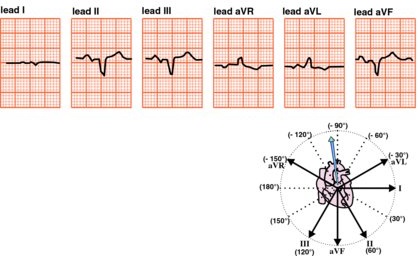 lead I lead II lead III lead aVR lead aVL lead aVF
(- 90°)
(- 120°) (- 60°)
(- 150°) (- 30°)
aVR aVL
(180°) I
(150°) (30°)
III II
(120°) aVF (60°)